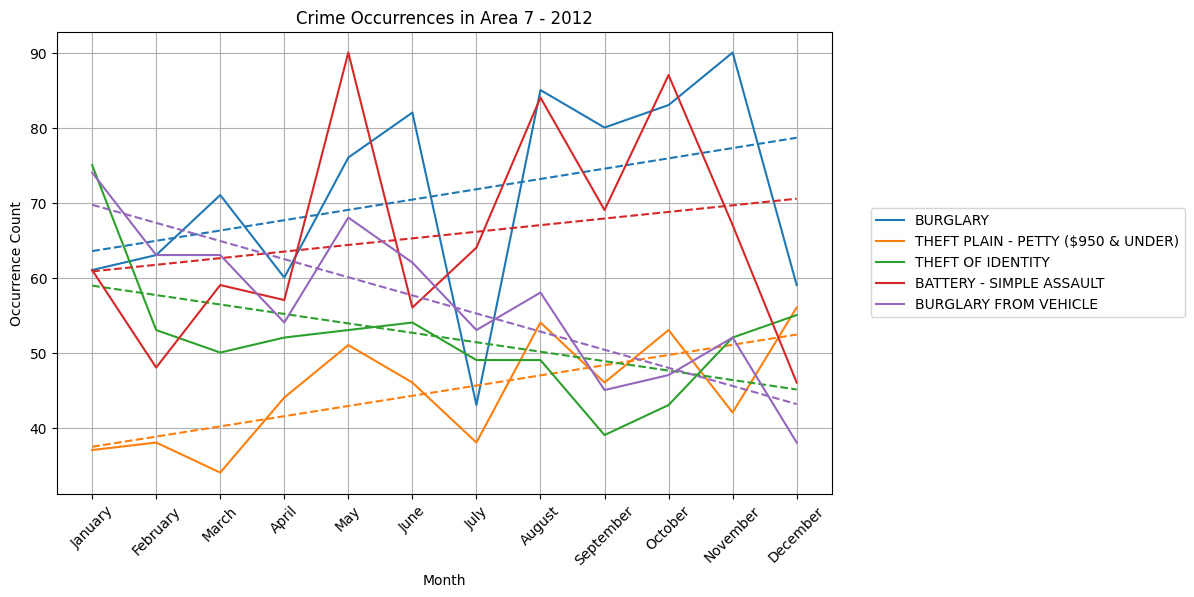 Crime Occurrences in Area 7 - 2012
Occurrence Count
90
80
70
60
50
40
January
February
March
April
May
June
July
August
September
October
November
December
Month
BURGLARY
THEFT PLAIN - PETTY ($950 & UNDER)
THEFT OF IDENTITY
BATTERY - SIMPLE ASSAULT
BURGLARY FROM VEHICLE